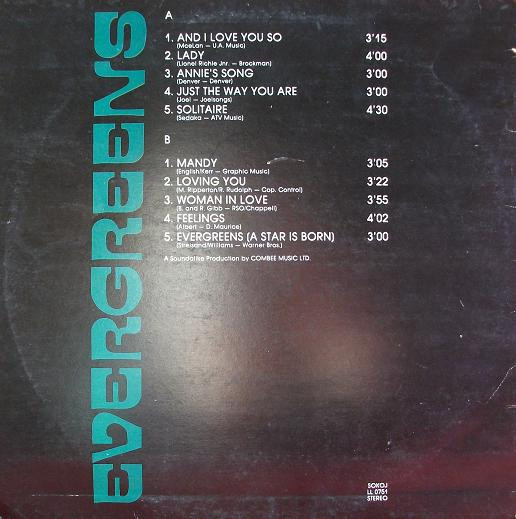 EVERGREENS
A
1. AND I LOVE YOU SO 3'15
(MceLan – U.A. Music)
2. LADY 4'00
(Lionel Richie Jnr. – Brockman)
3. ANNIE'S SONG 3'00
(Denver – Denver)
4. JUST THE WAY YOU ARE 3'00
(Joel – Joelsongs)
5. SOLITAIRE 4'30
(Sedaka – ATV Music)
B
1. MANDY 3'05
(English/Kerr – Graphic Music)
2. LOVING YOU 3'22
(M. Ripperton/R. Rudolph – Cop. Control)
3. WOMAN IN LOVE 3'55
(B. and R. Gibb – RSO/Chappell)
4. FEELINGS 4'02
(Albert – D. Maurice)
5. EVERGREENS (A STAR IS BORN) 3'00
(Streisand/Williams – Warner Bros.)
A Soundalike Production by COMBEE MUSIC LTD.
SOKOJ
LL 0751
STEREO